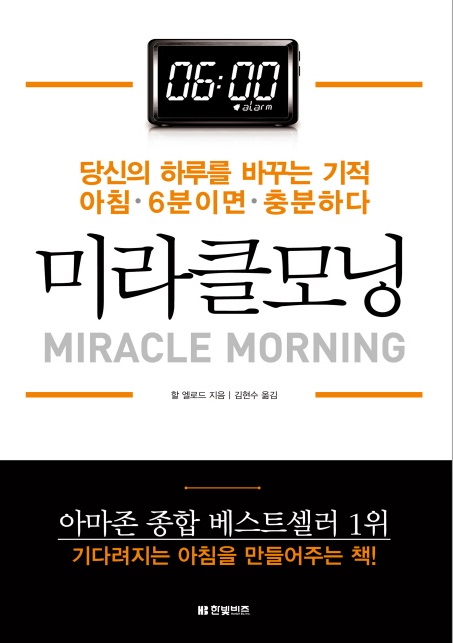 06:00
alarm
당신의 하루를 바꾸는 기적
아침·6분이면·충분하다
미라클모닝
MIRACLE MORNING
할 엘로드 지음 | 김현수 옮김
아마존 종합 베스트셀러 1위
기다려지는 아침을 만들어주는 책!
HB 한빛비즈